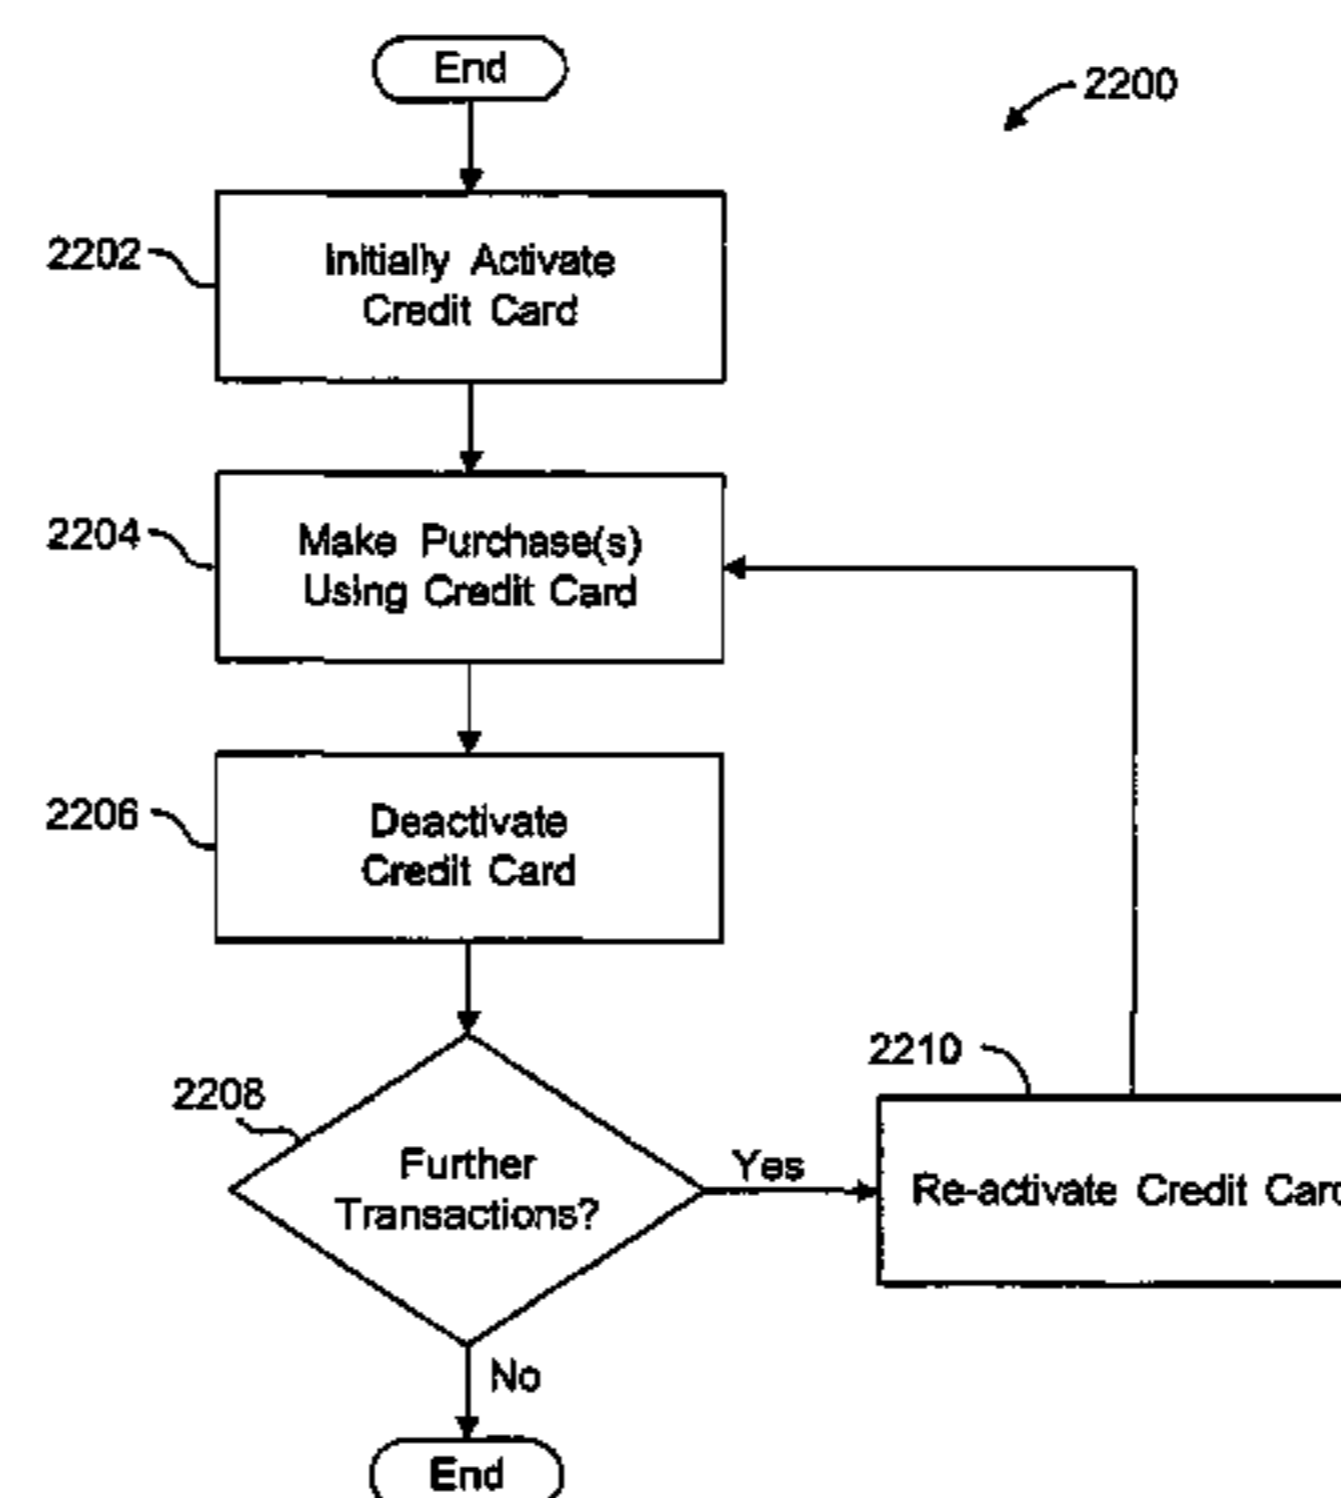 End
2200
2202
Initially Activate
Credit Card
2204
Make Purchase(s)
Using Credit Card
2206
Deactivate
Credit Card
2208
Further
Transactions?
Yes
2210
Re-activate Credit Card
No
End